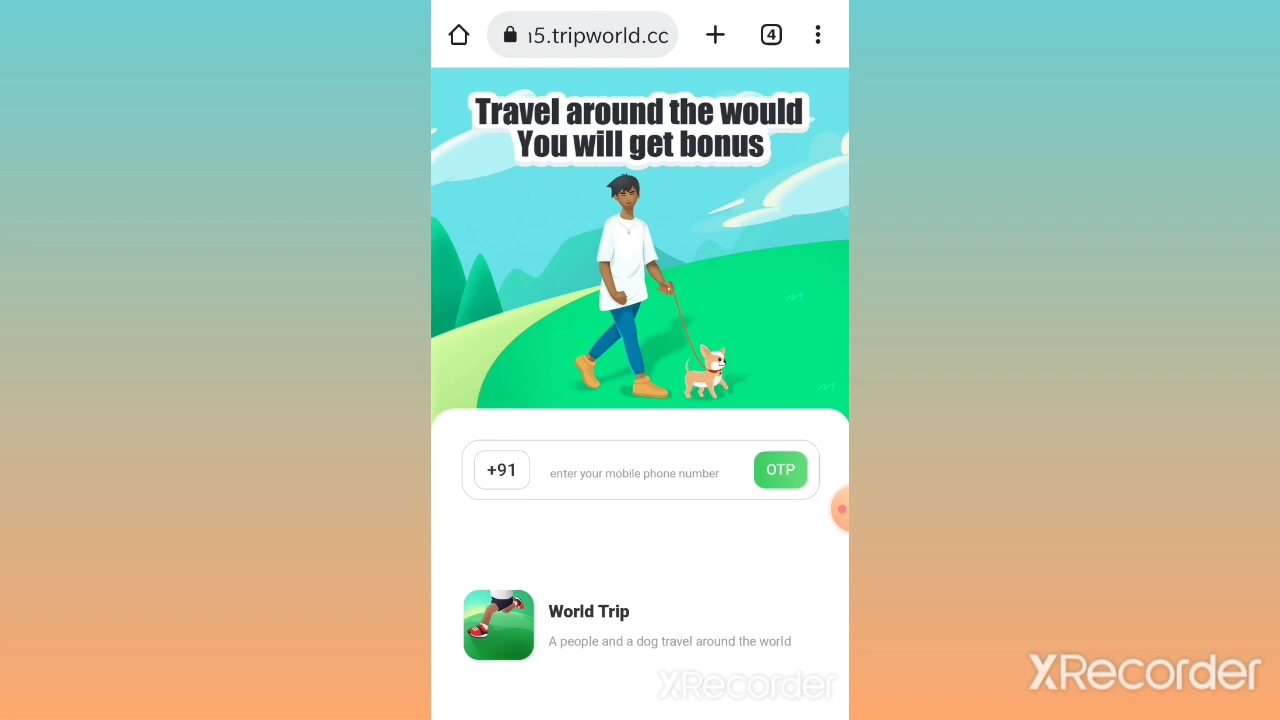 5.tripworld.cc
4
Travel around the would
You will get bonus
+91
enter your mobile phone number
OTP
World Trip
A people and a dog travel around the world
XRecorder
XRecorder